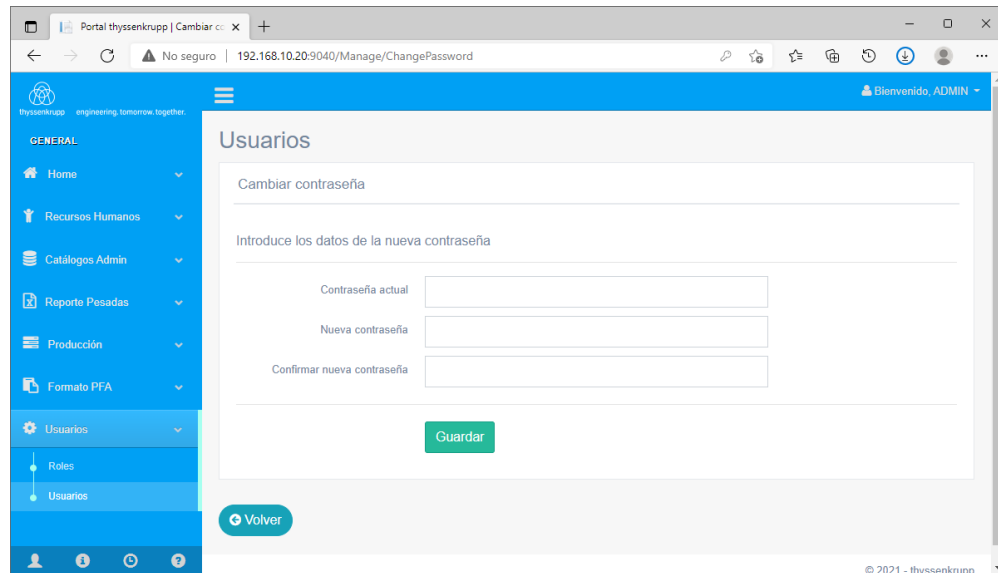 Portal thyssenkrupp | Cambiar cc
No seguro | 192.168.10.20:9040/Manage/ChangePassword
thyssenkrupp engineering. tomorrow. together.
Bienvenido, ADMIN
GENERAL
Home
Recursos Humanos
Catálogos Admin
Reporte Pesadas
Producción
Formato PFA
Usuarios
Roles
Usuarios
Usuarios
Cambiar contraseña
Introduce los datos de la nueva contraseña
Contraseña actual
Nueva contraseña
Confirmar nueva contraseña
Guardar
Volver
© 2021 - thyssenkrupp